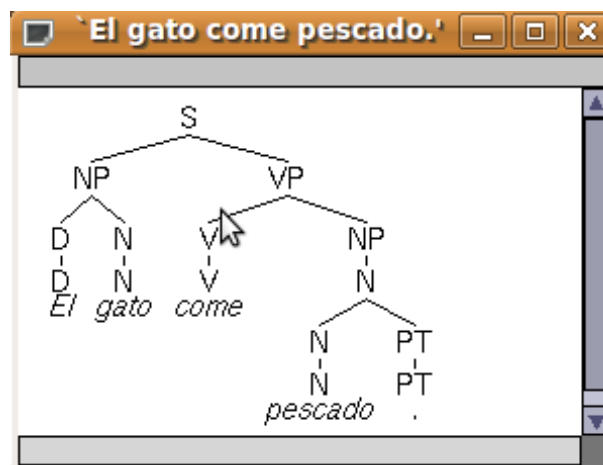 `El gato come pescado.'
S
NP VP
D N V NP
D N V N
El gato come
N PT
N PT
pescado .